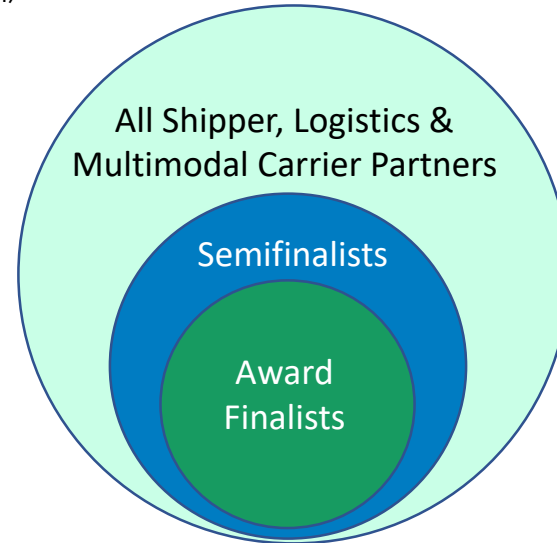 All Shipper, Logistics &
Multimodal Carrier Partners
Semifinalists
Award
Finalists